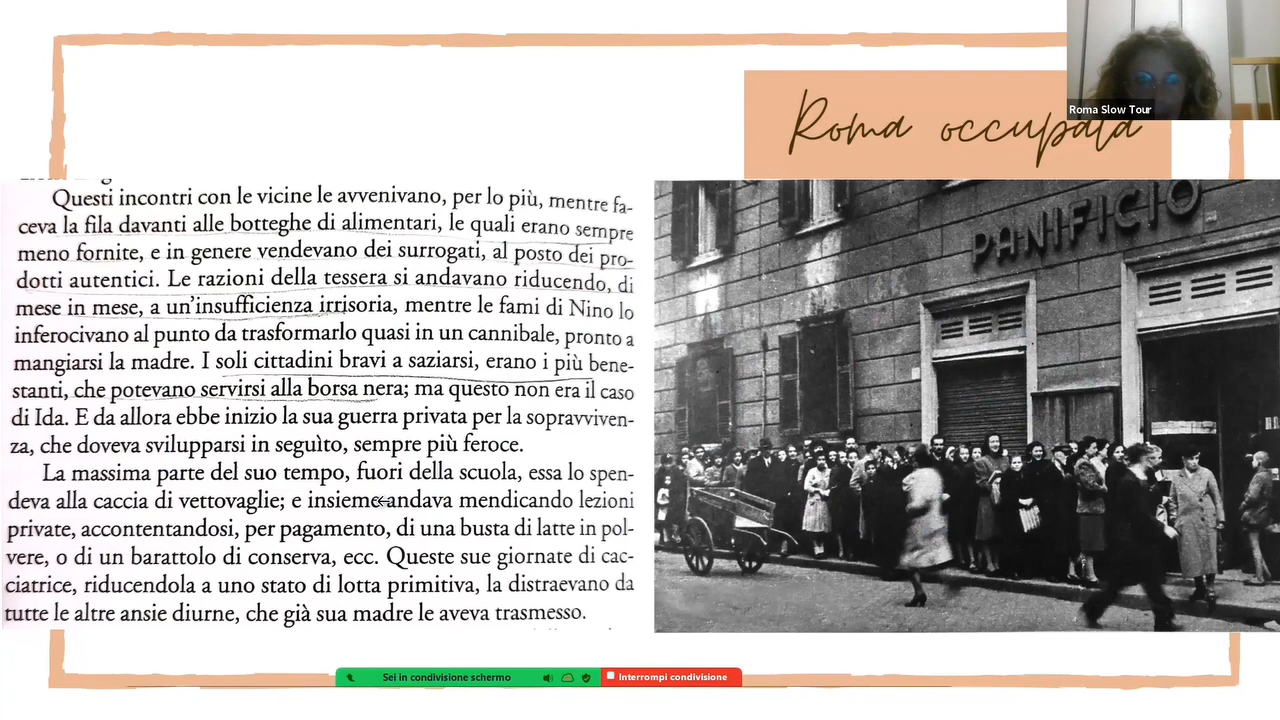 Roma occupata
Roma Slow Tour
Questi incontri con le vicine le avvenivano, per lo più, mentre fa-
ceva la fila davanti alle botteghe di alimentari, le quali erano sempre
meno fornite, e in genere vendevano dei surrogati, al posto dei pro-
dotti autentici. Le razioni della tessera si andavano riducendo, di
mese in mese, a un'insufficienza irrisoria, mentre le fami di Nino lo
inferocivano al punto da trasformarlo quasi in un cannibale, pronto a
mangiarsi la madre. I soli cittadini bravi a saziarsi, erano i più bene-
stanti, che potevano servirsi alla borsa nera; ma questo non era il caso
di Ida. E da allora ebbe inizio la sua guerra privata per la sopravviven-
za, che doveva svilupparsi in seguìto, sempre più feroce.
La massima parte del suo tempo, fuori della scuola, essa lo spen-
deva alla caccia di vettovaglie; e insieme andava mendicando lezioni
private, accontentandosi, per pagamento, di una busta di latte in pol-
vere, o di un barattolo di conserva, ecc. Queste sue giornate di cac-
ciatrice, riducendola a uno stato di lotta primitiva, la distraevano da
tutte le altre ansie diurne, che già sua madre le aveva trasmesso.
PANIFICIO
Sei in condivisione schermo
Interrompi condivisione